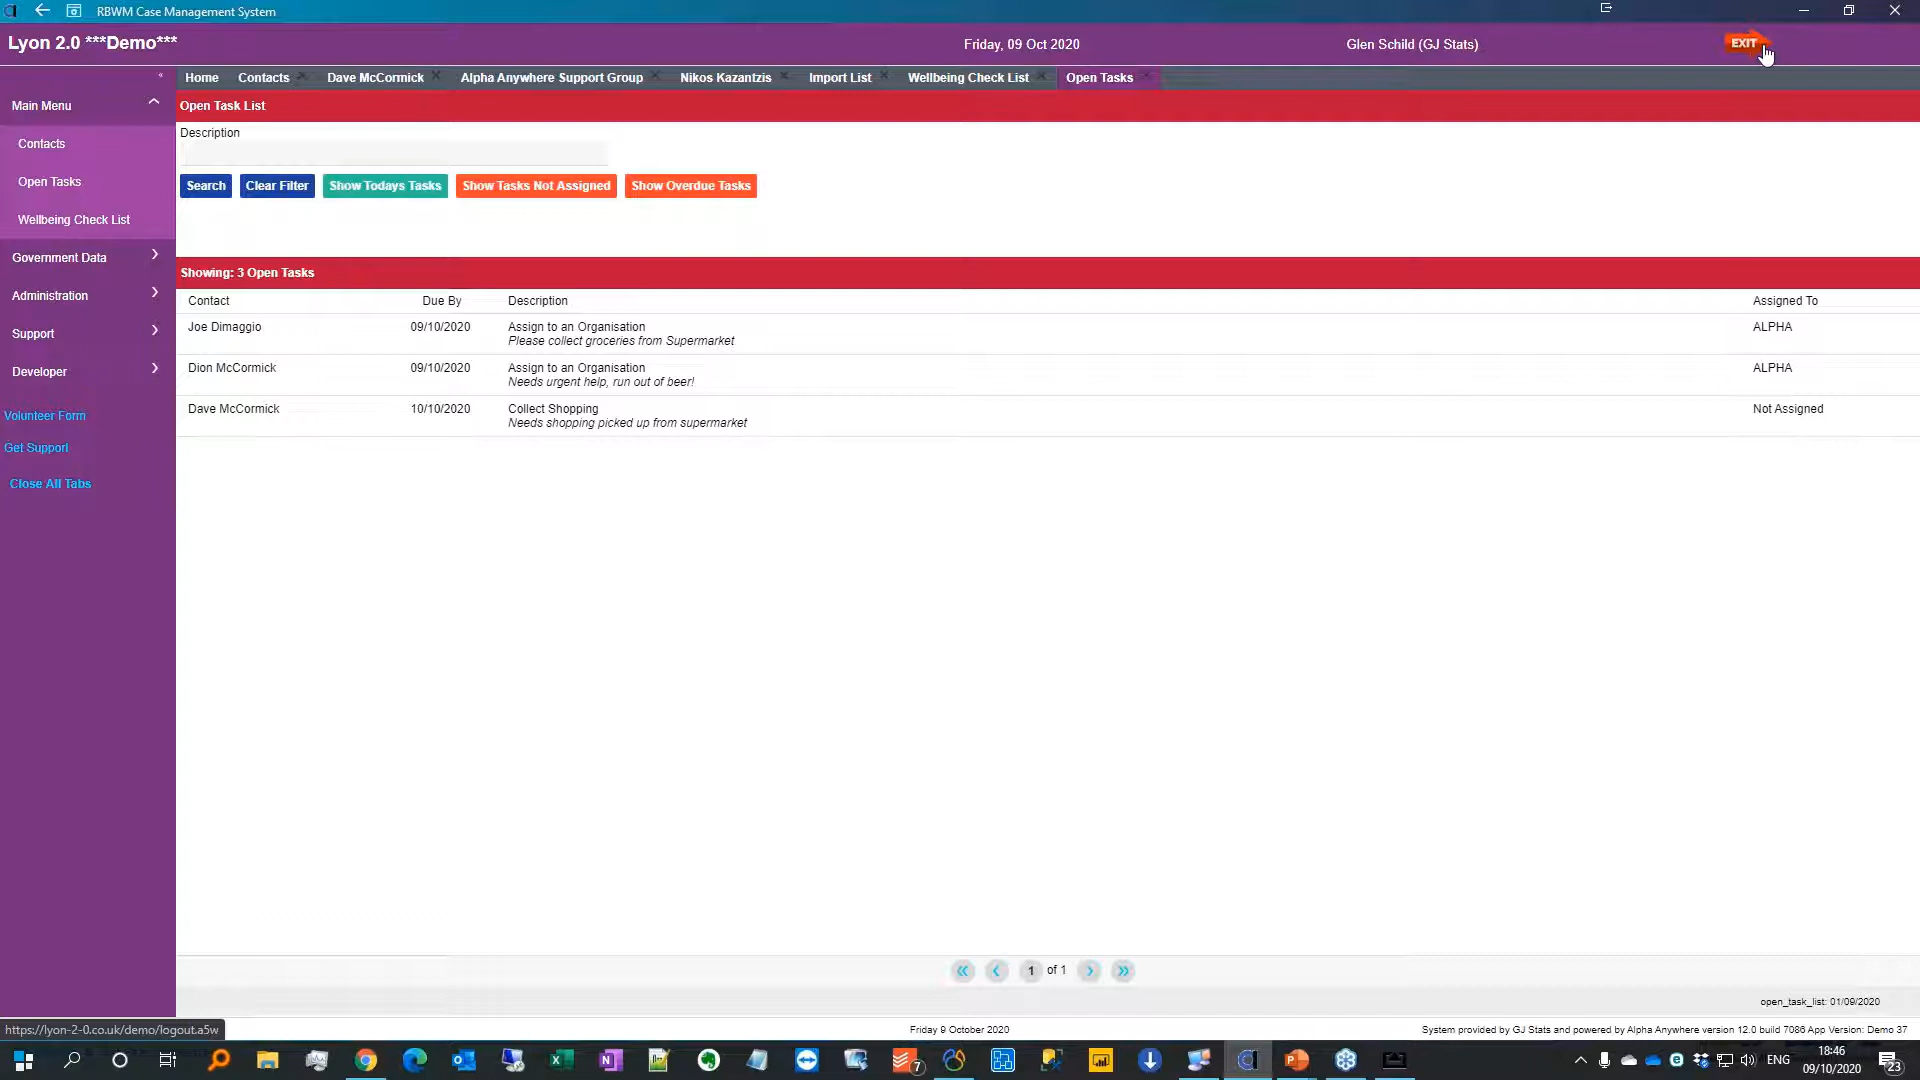 RBWM Case Management System
Lyon 2.0 ***Demo***
Friday, 09 Oct 2020
Glen Schild (GJ Stats)
EXIT
Home Contacts Dave McCormick Alpha Anywhere Support Group Nikos Kazantzis Import List Wellbeing Check List Open Tasks
Main Menu
Contacts
Open Tasks
Wellbeing Check List
Government Data
Administration
Support
Developer
Volunteer Form
Get Support
Close All Tabs
Open Task List
Description
Search Clear Filter Show Todays Tasks Show Tasks Not Assigned Show Overdue Tasks
Showing: 3 Open Tasks
Contact Due By Description Assigned To
Joe Dimaggio 09/10/2020 Assign to an Organisation ALPHA
Please collect groceries from Supermarket
Dion McCormick 09/10/2020 Assign to an Organisation ALPHA
Needs urgent help, run out of beer!
Dave McCormick 10/10/2020 Collect Shopping Not Assigned
Needs shopping picked up from supermarket
1 of 1
open_task_list: 01/09/2020
https://lyon-2-0.co.uk/demo/logout.a5w
Friday 9 October 2020
System provided by GJ Stats and powered by Alpha Anywhere version 12.0 build 7086 App Version: Demo 37
7
ENG
18:46
09/10/2020
23